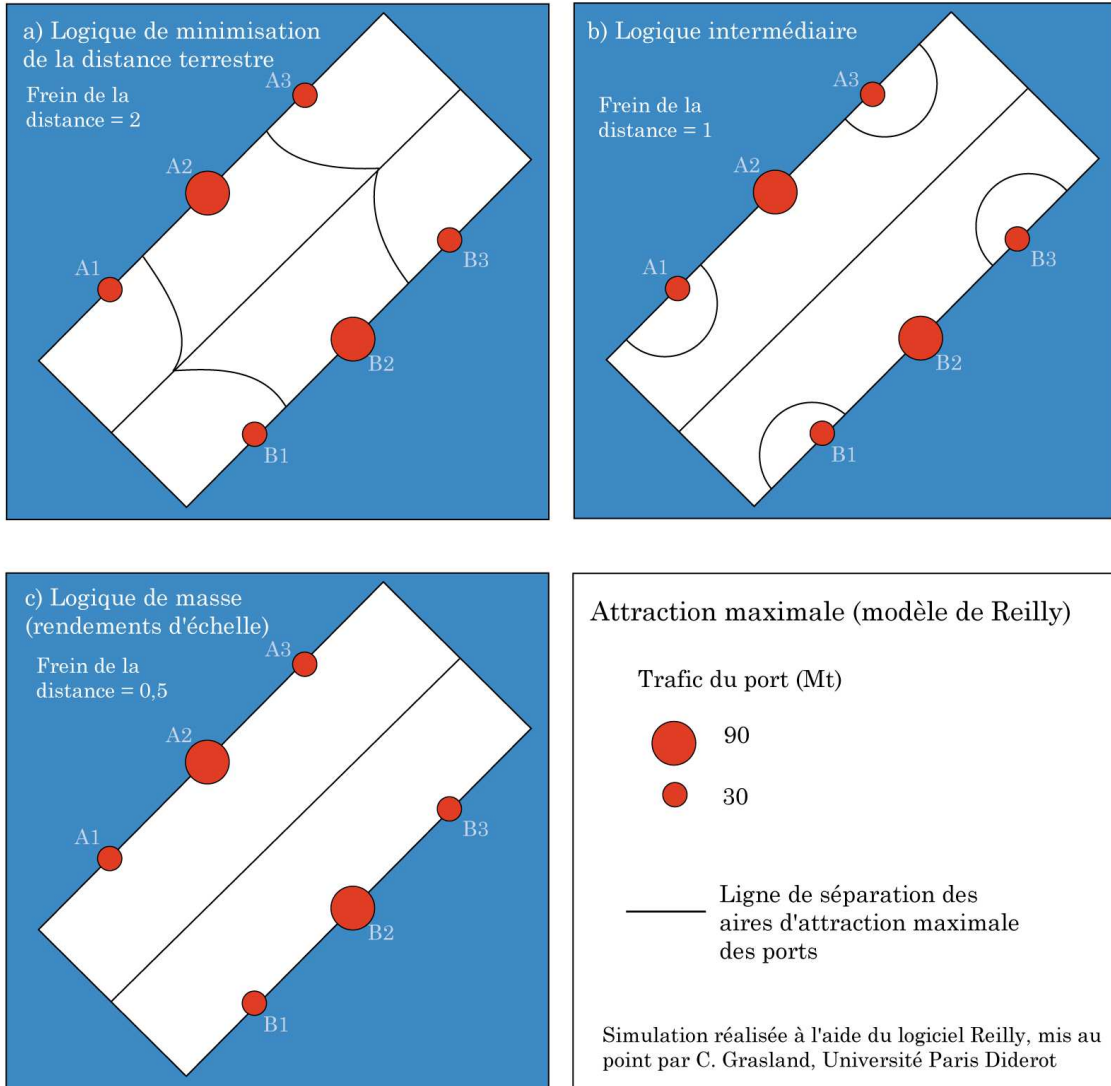 a) Logique de minimisation
de la distance terrestre
Frein de la
distance = 2
A3
A2
A1
B3
B2
B1
b) Logique intermédiaire
Frein de la
distance = 1
A3
A2
A1
B3
B2
B1
c) Logique de masse
(rendements d'échelle)
Frein de la
distance = 0,5
A3
A2
A1
B3
B2
B1
Attraction maximale (modèle de Reilly)
Trafic du port (Mt)
90
30
Ligne de séparation des
aires d'attraction maximale
des ports
Simulation réalisée à l'aide du logiciel Reilly, mis au
point par C. Grasland, Université Paris Diderot